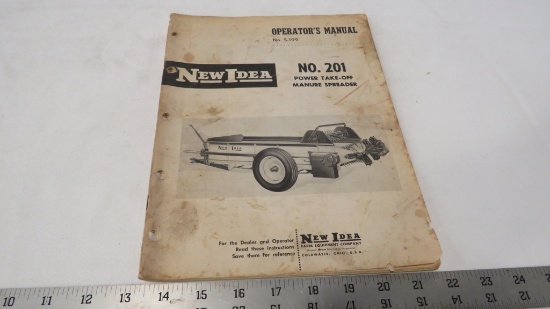 OPERATOR'S MANUAL
No. S-109
NEW IDEA
NO. 201
POWER TAKE-OFF
MANURE SPREADER
NEW IDEA
For the Dealer and Operator
Read these instructions
Save them for reference
NEW IDEA
FARM EQUIPMENT COMPANY
COLDWATER, OHIO, U.S.A.
10 11 12 13 14 15 16 17 18 19 20 21 22 23 24